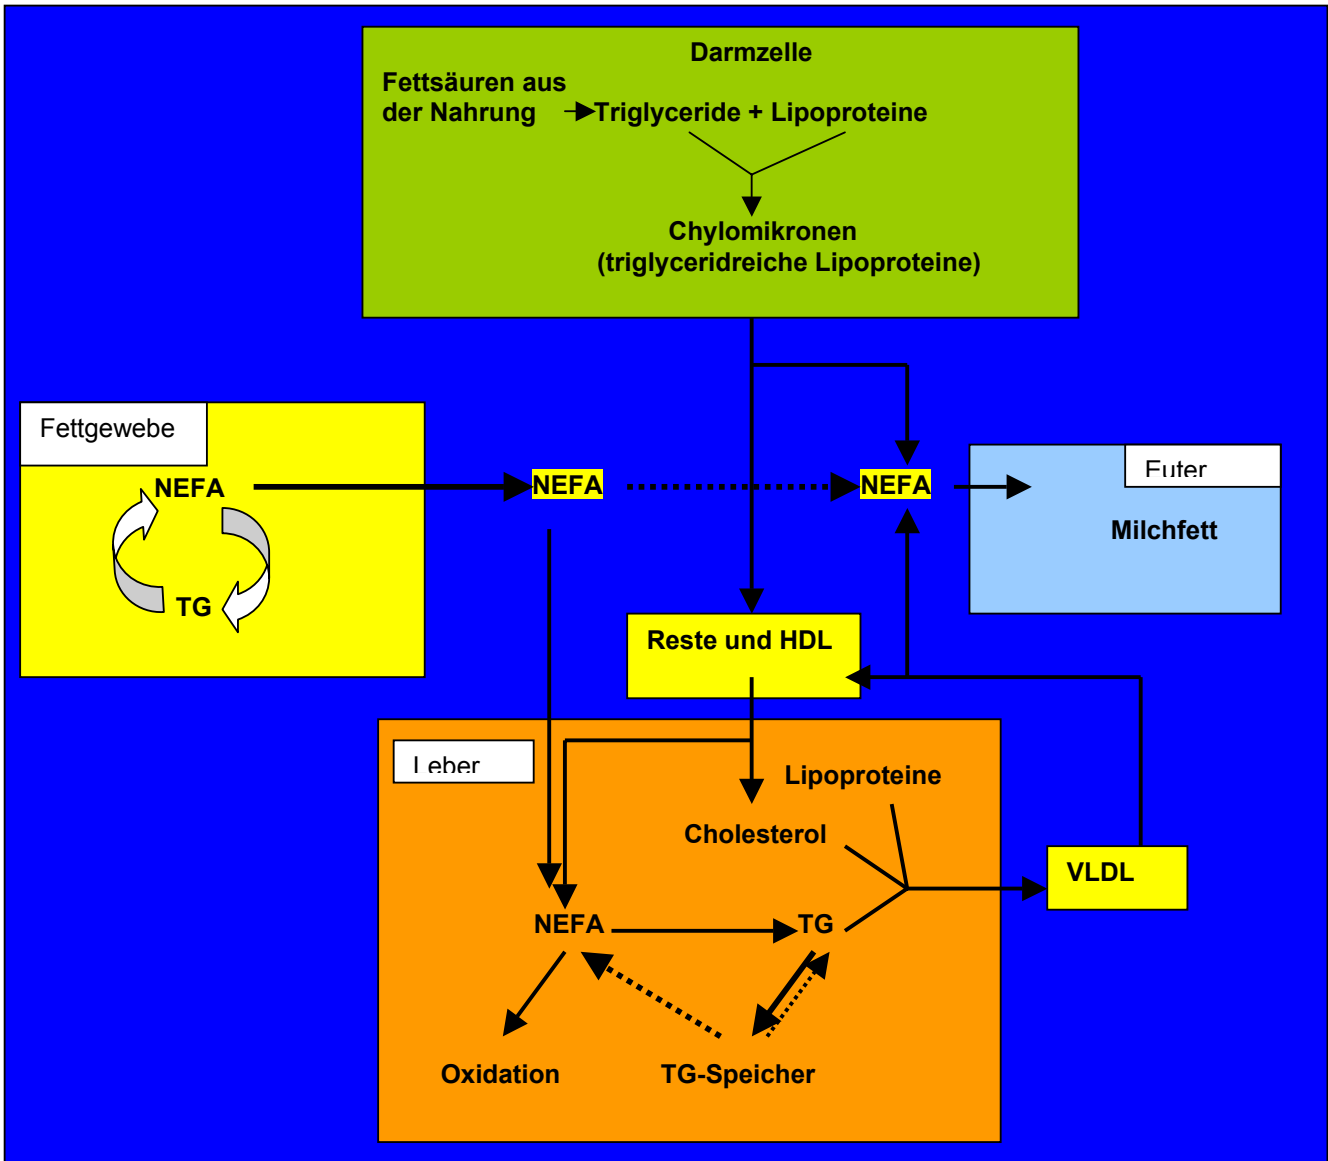 Darmzelle
Fettsäuren aus
der Nahrung Triglyceride + Lipoproteine
Chylomikronen
(triglyceridreiche Lipoproteine)
Fettgewebe
NEFA
TG
NEFA
NEFA
Euter
Milchfett
Reste und HDL
Leber
Lipoproteine
Cholesterol
VLDL
NEFA
TG
Oxidation
TG-Speicher